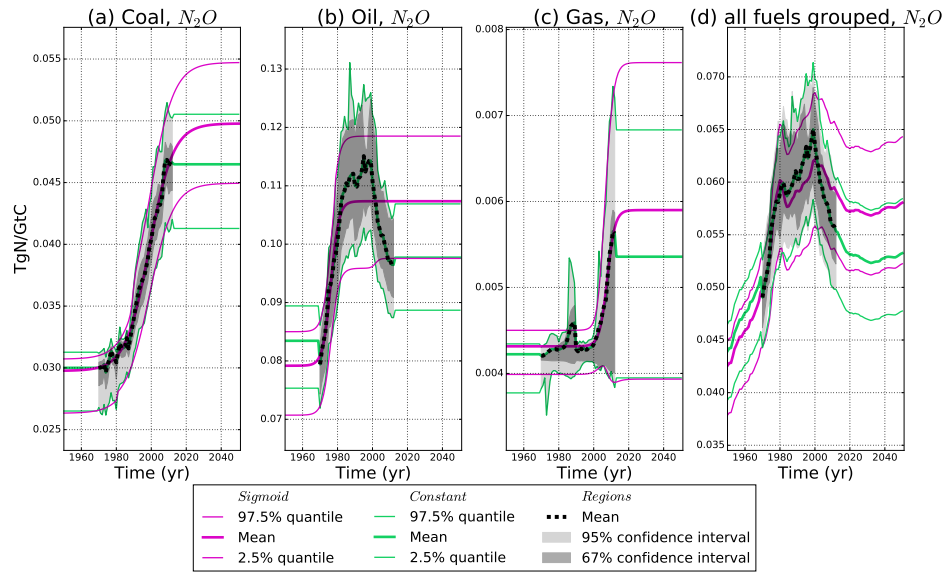 (a) Coal, N₂O
(b) Oil, N₂O
(c) Gas, N₂O
(d) all fuels grouped, N₂O
TgN/GtC
0.055
0.050
0.045
0.040
0.035
0.030
0.025
1960 1980 2000 2020 2040
Time (yr)
0.13
0.12
0.11
0.10
0.09
0.08
0.07
1960 1980 2000 2020 2040
Time (yr)
0.008
0.007
0.006
0.005
0.004
1960 1980 2000 2020 2040
Time (yr)
0.070
0.065
0.060
0.055
0.050
0.045
0.040
0.035
1960 1980 2000 2020 2040
Time (yr)
Sigmoid
97.5% quantile
Mean
2.5% quantile
Constant
97.5% quantile
Mean
2.5% quantile
Regions
Mean
95% confidence interval
67% confidence interval